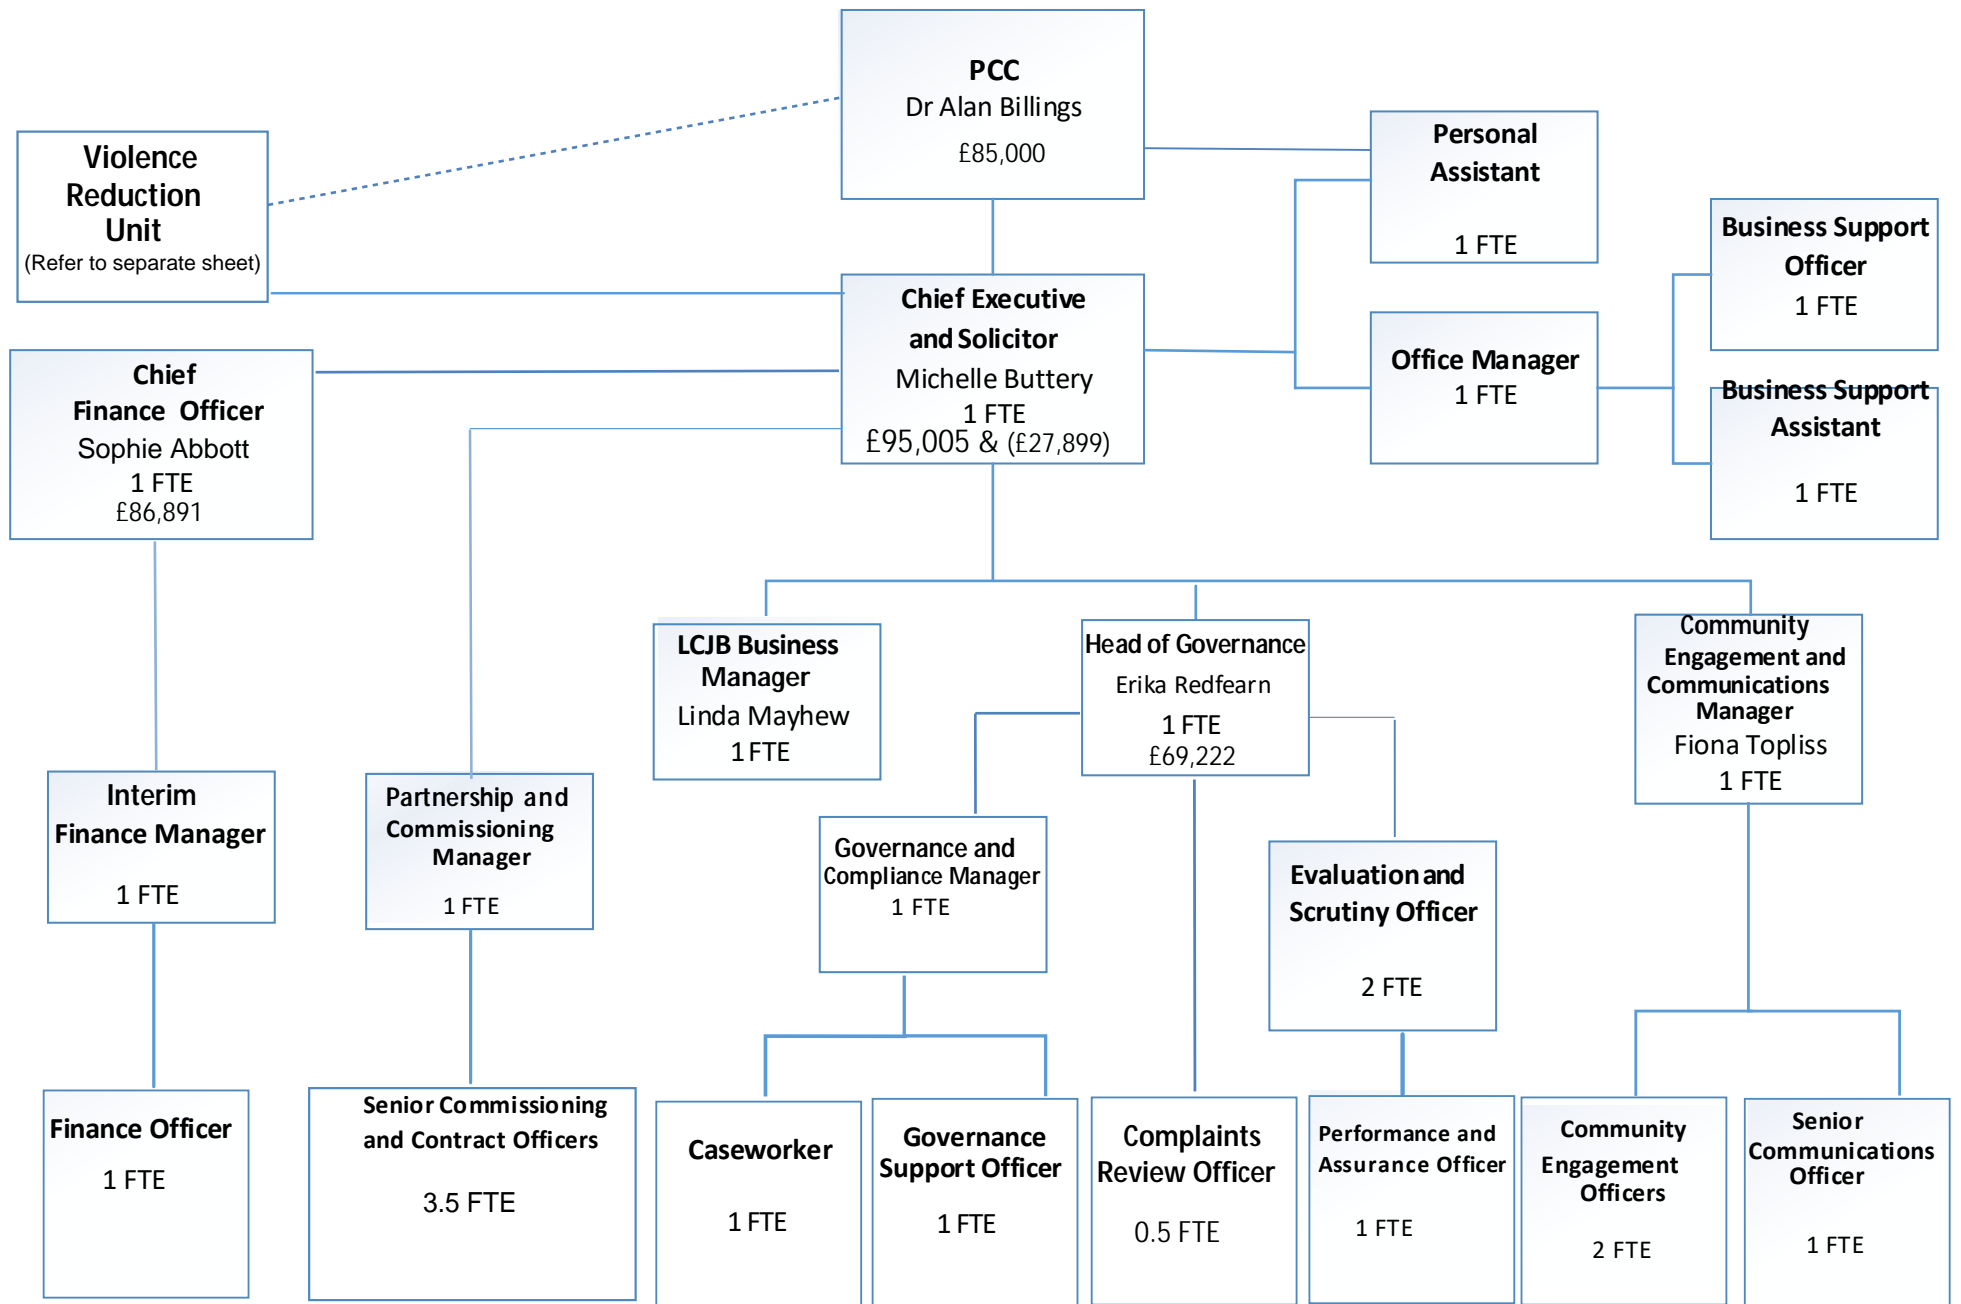 PCC
Dr Alan Billings
£85,000
Violence
Reduction
Unit
(Refer to separate sheet)
Personal
Assistant
1 FTE
Business Support
Officer
1 FTE
Chief Executive
and Solicitor
Michelle Buttery
1 FTE
£95,005 & (£27,899)
Office Manager
1 FTE
Chief
Finance Officer
Sophie Abbott
1 FTE
£86,891
Business Support
Assistant
1 FTE
LCJB Business
Manager
Linda Mayhew
1 FTE
Head of Governance
Erika Redfearn
1 FTE
£69,222
Community
Engagement and
Communications
Manager
Fiona Topliss
1 FTE
Interim
Finance Manager
1 FTE
Partnership and
Commissioning
Manager
1 FTE
Governance and
Compliance Manager
1 FTE
Evaluation and
Scrutiny Officer
2 FTE
Finance Officer
1 FTE
Senior Commissioning
and Contract Officers
3.5 FTE
Caseworker
1 FTE
Governance
Support Officer
1 FTE
Complaints
Review Officer
0.5 FTE
Performance and
Assurance Officer
1 FTE
Community
Engagement
Officers
2 FTE
Senior
Communications
Officer
1 FTE